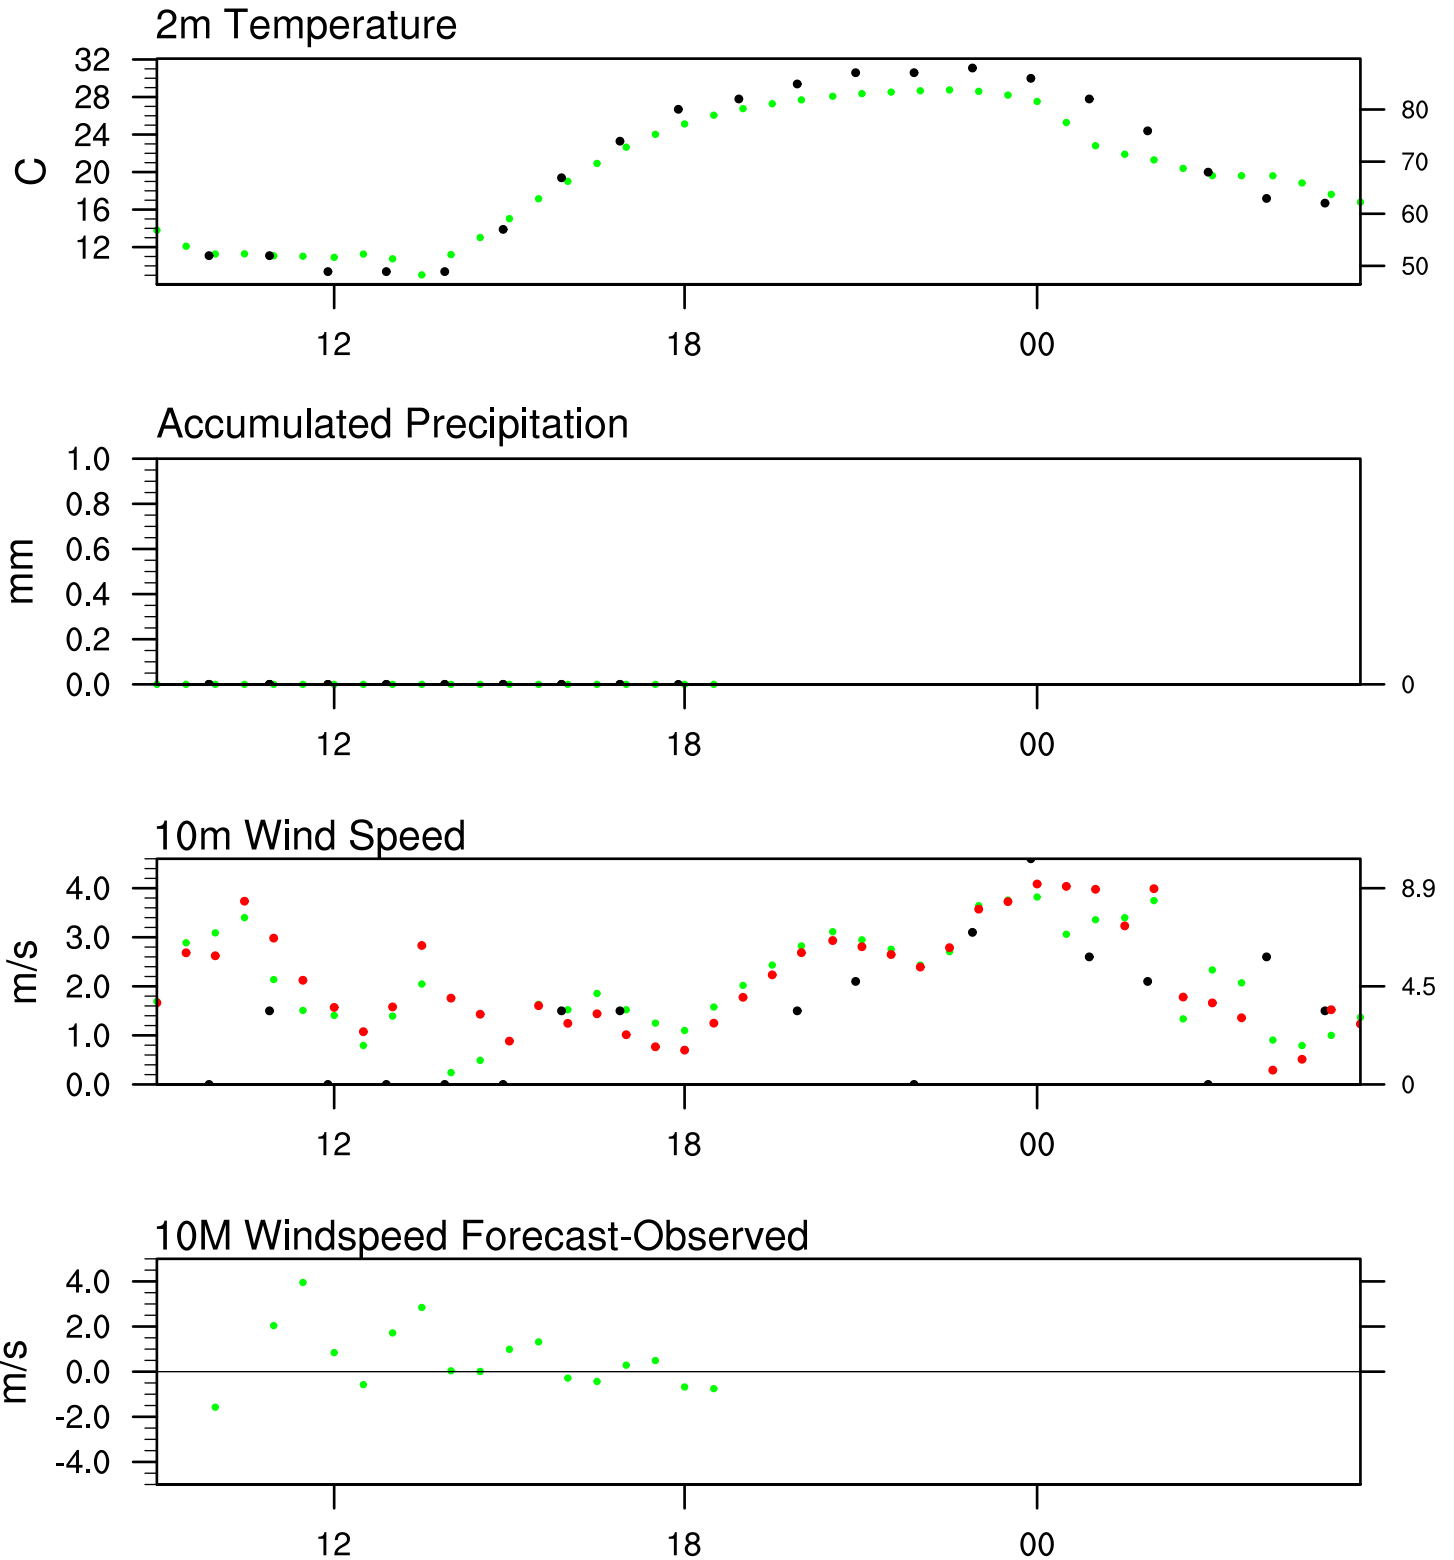 2m Temperature
32
28
24
20
16
12
C
80
70
60
50
12 18 00
Accumulated Precipitation
1.0
0.8
0.6
0.4
0.2
0.0
mm
0
12 18 00
10m Wind Speed
4.0
3.0
2.0
1.0
0.0
m/s
8.9
4.5
0
12 18 00
10M Windspeed Forecast-Observed
4.0
2.0
0.0
-2.0
-4.0
m/s
12 18 00